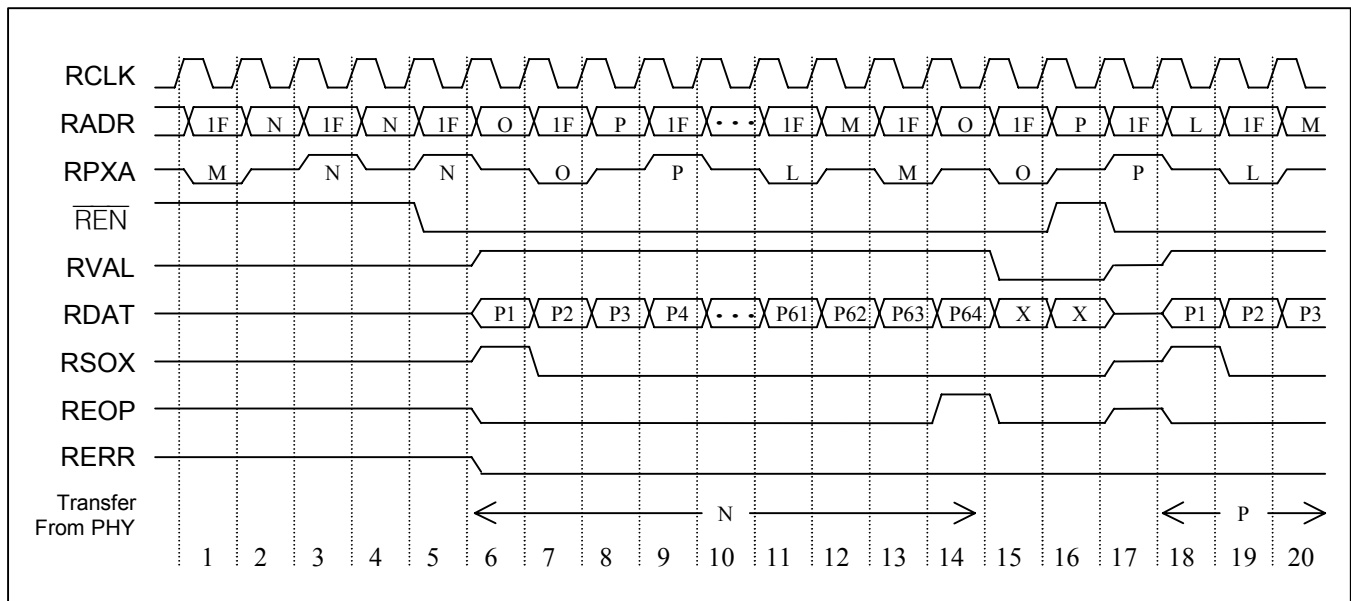 RCLK
RADR 1F N 1F N 1F O 1F P 1F ··· 1F M 1F O 1F P 1F L 1F M
RPXA M N N O P L M O P L
REN
RVAL
RDAT P1 P2 P3 P4 ··· P61 P62 P63 P64 X X P1 P2 P3
RSOX
REOP
RERR
Transfer
From PHY N P
1 2 3 4 5 6 7 8 9 10 11 12 13 14 15 16 17 18 19 20